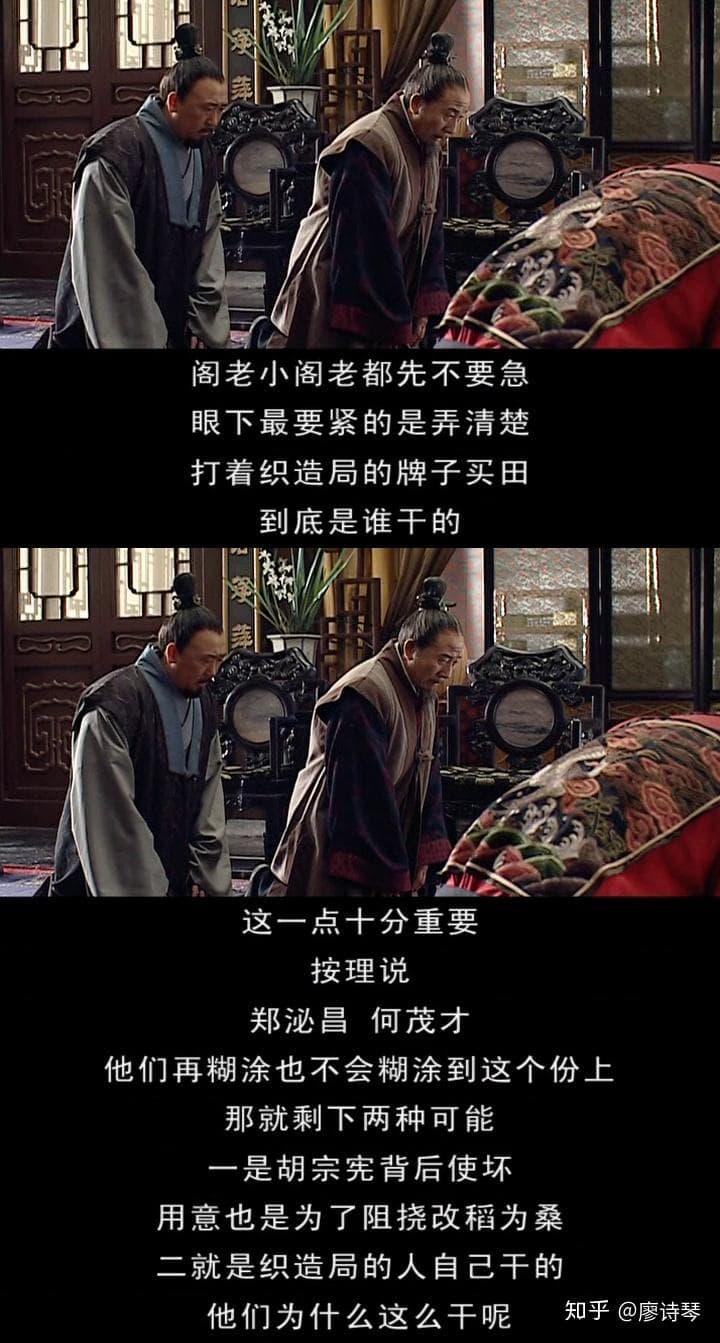 阁老小阁老都先不要急
眼下最要紧的是弄清楚
打着织造局的牌子买田
到底是谁干的
这一点十分重要
按理说
郑泌昌 何茂才
他们再糊涂也不会糊涂到这个份上
那就剩下两种可能
一是胡宗宪背后使坏
用意也是为了阻挠改稻为桑
二就是织造局的人自己干的
他们为什么这么干呢
知乎 @廖诗琴